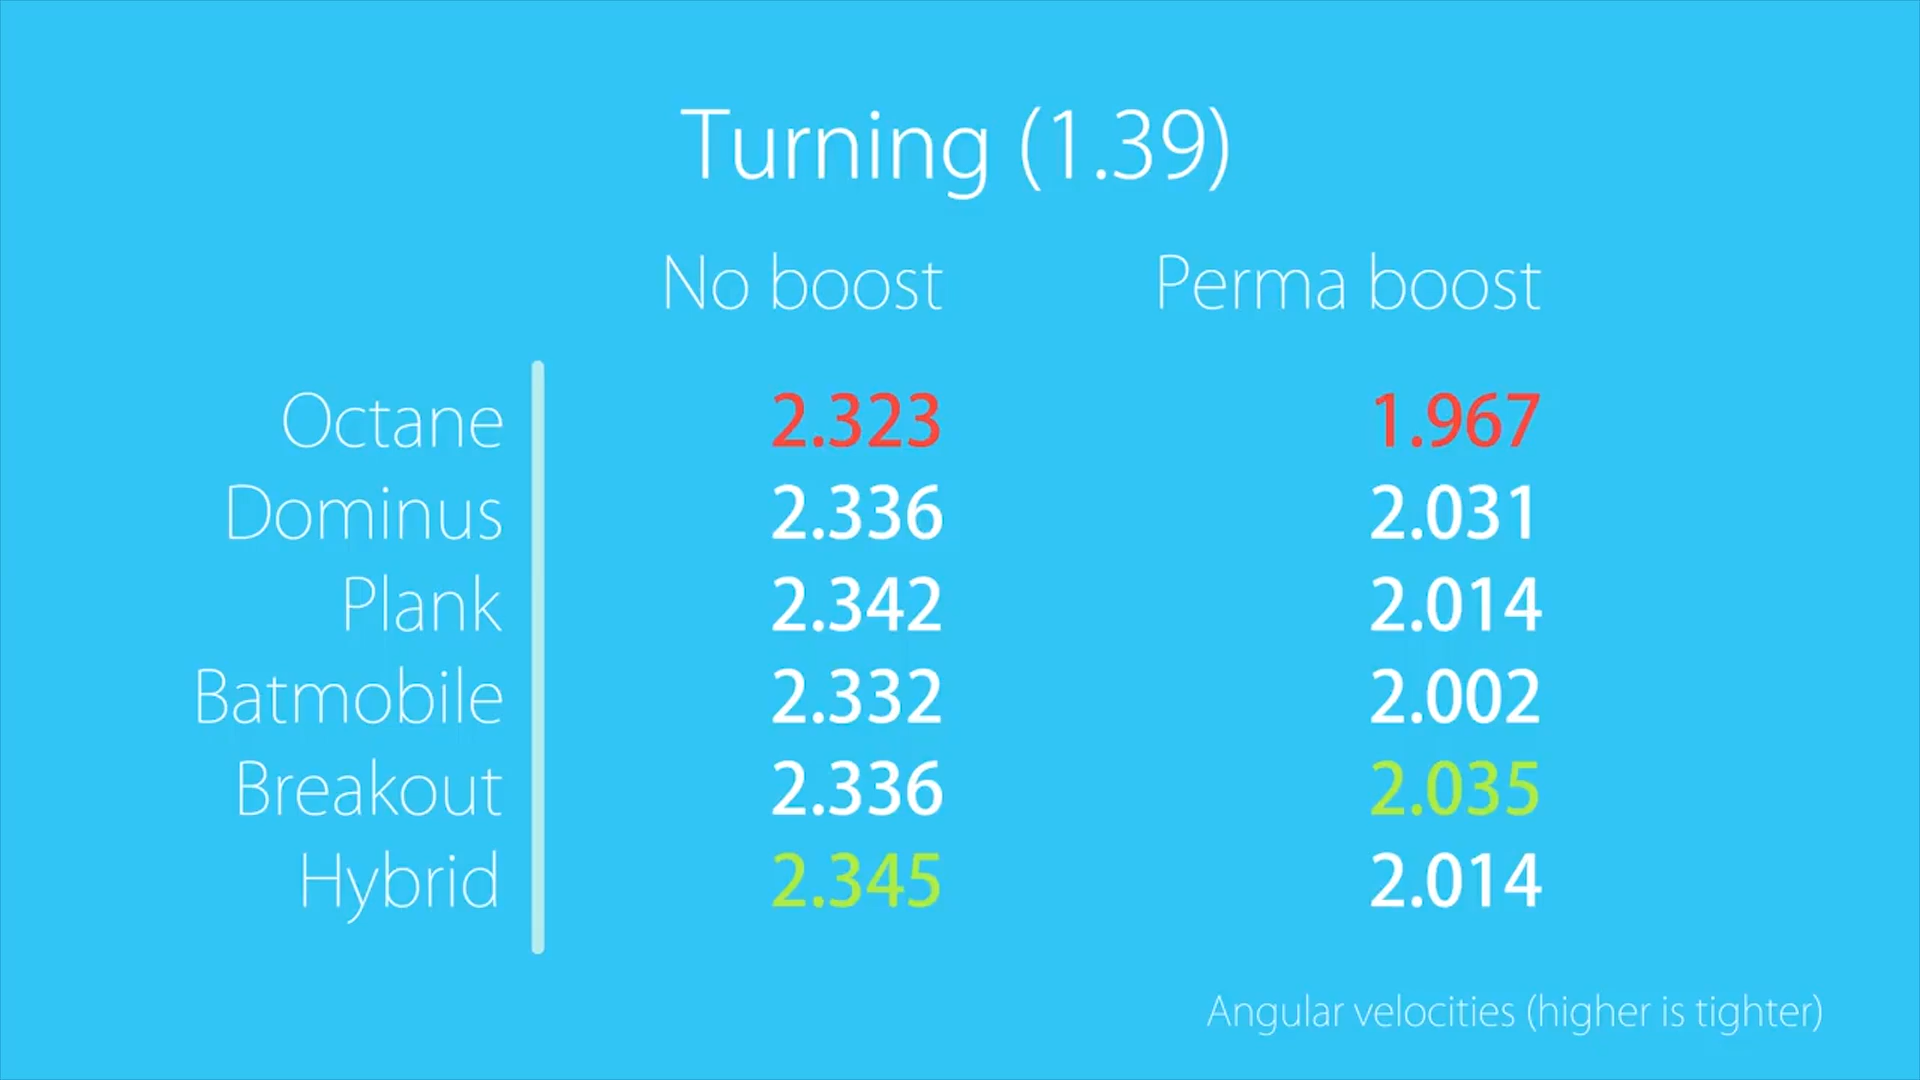 Turning (1.39)
No boost Perma boost
Octane 2.323 1.967
Dominus 2.336 2.031
Plank 2.342 2.014
Batmobile 2.332 2.002
Breakout 2.336 2.035
Hybrid 2.345 2.014
Angular velocities (higher is tighter)